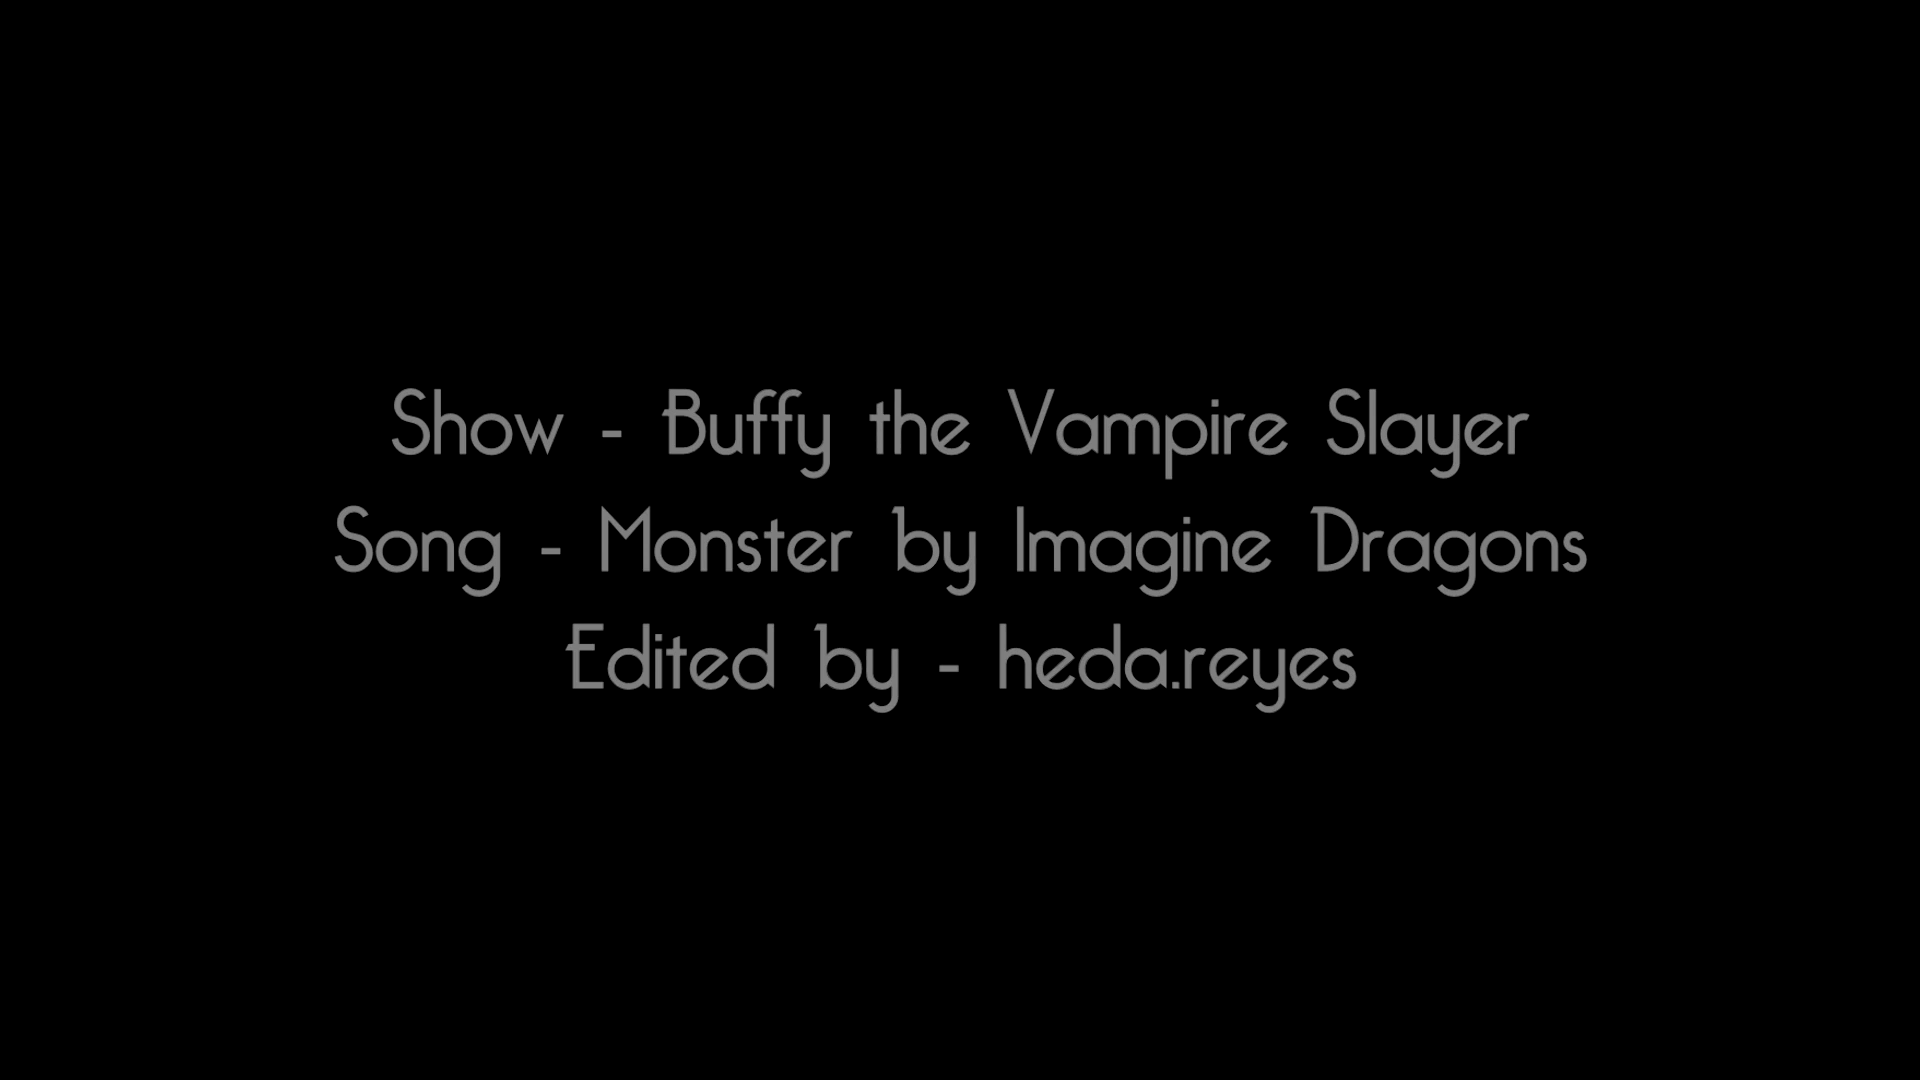 Show - Buffy the Vampire Slayer
Song - Monster by Imagine Dragons
Edited by - heda.reyes